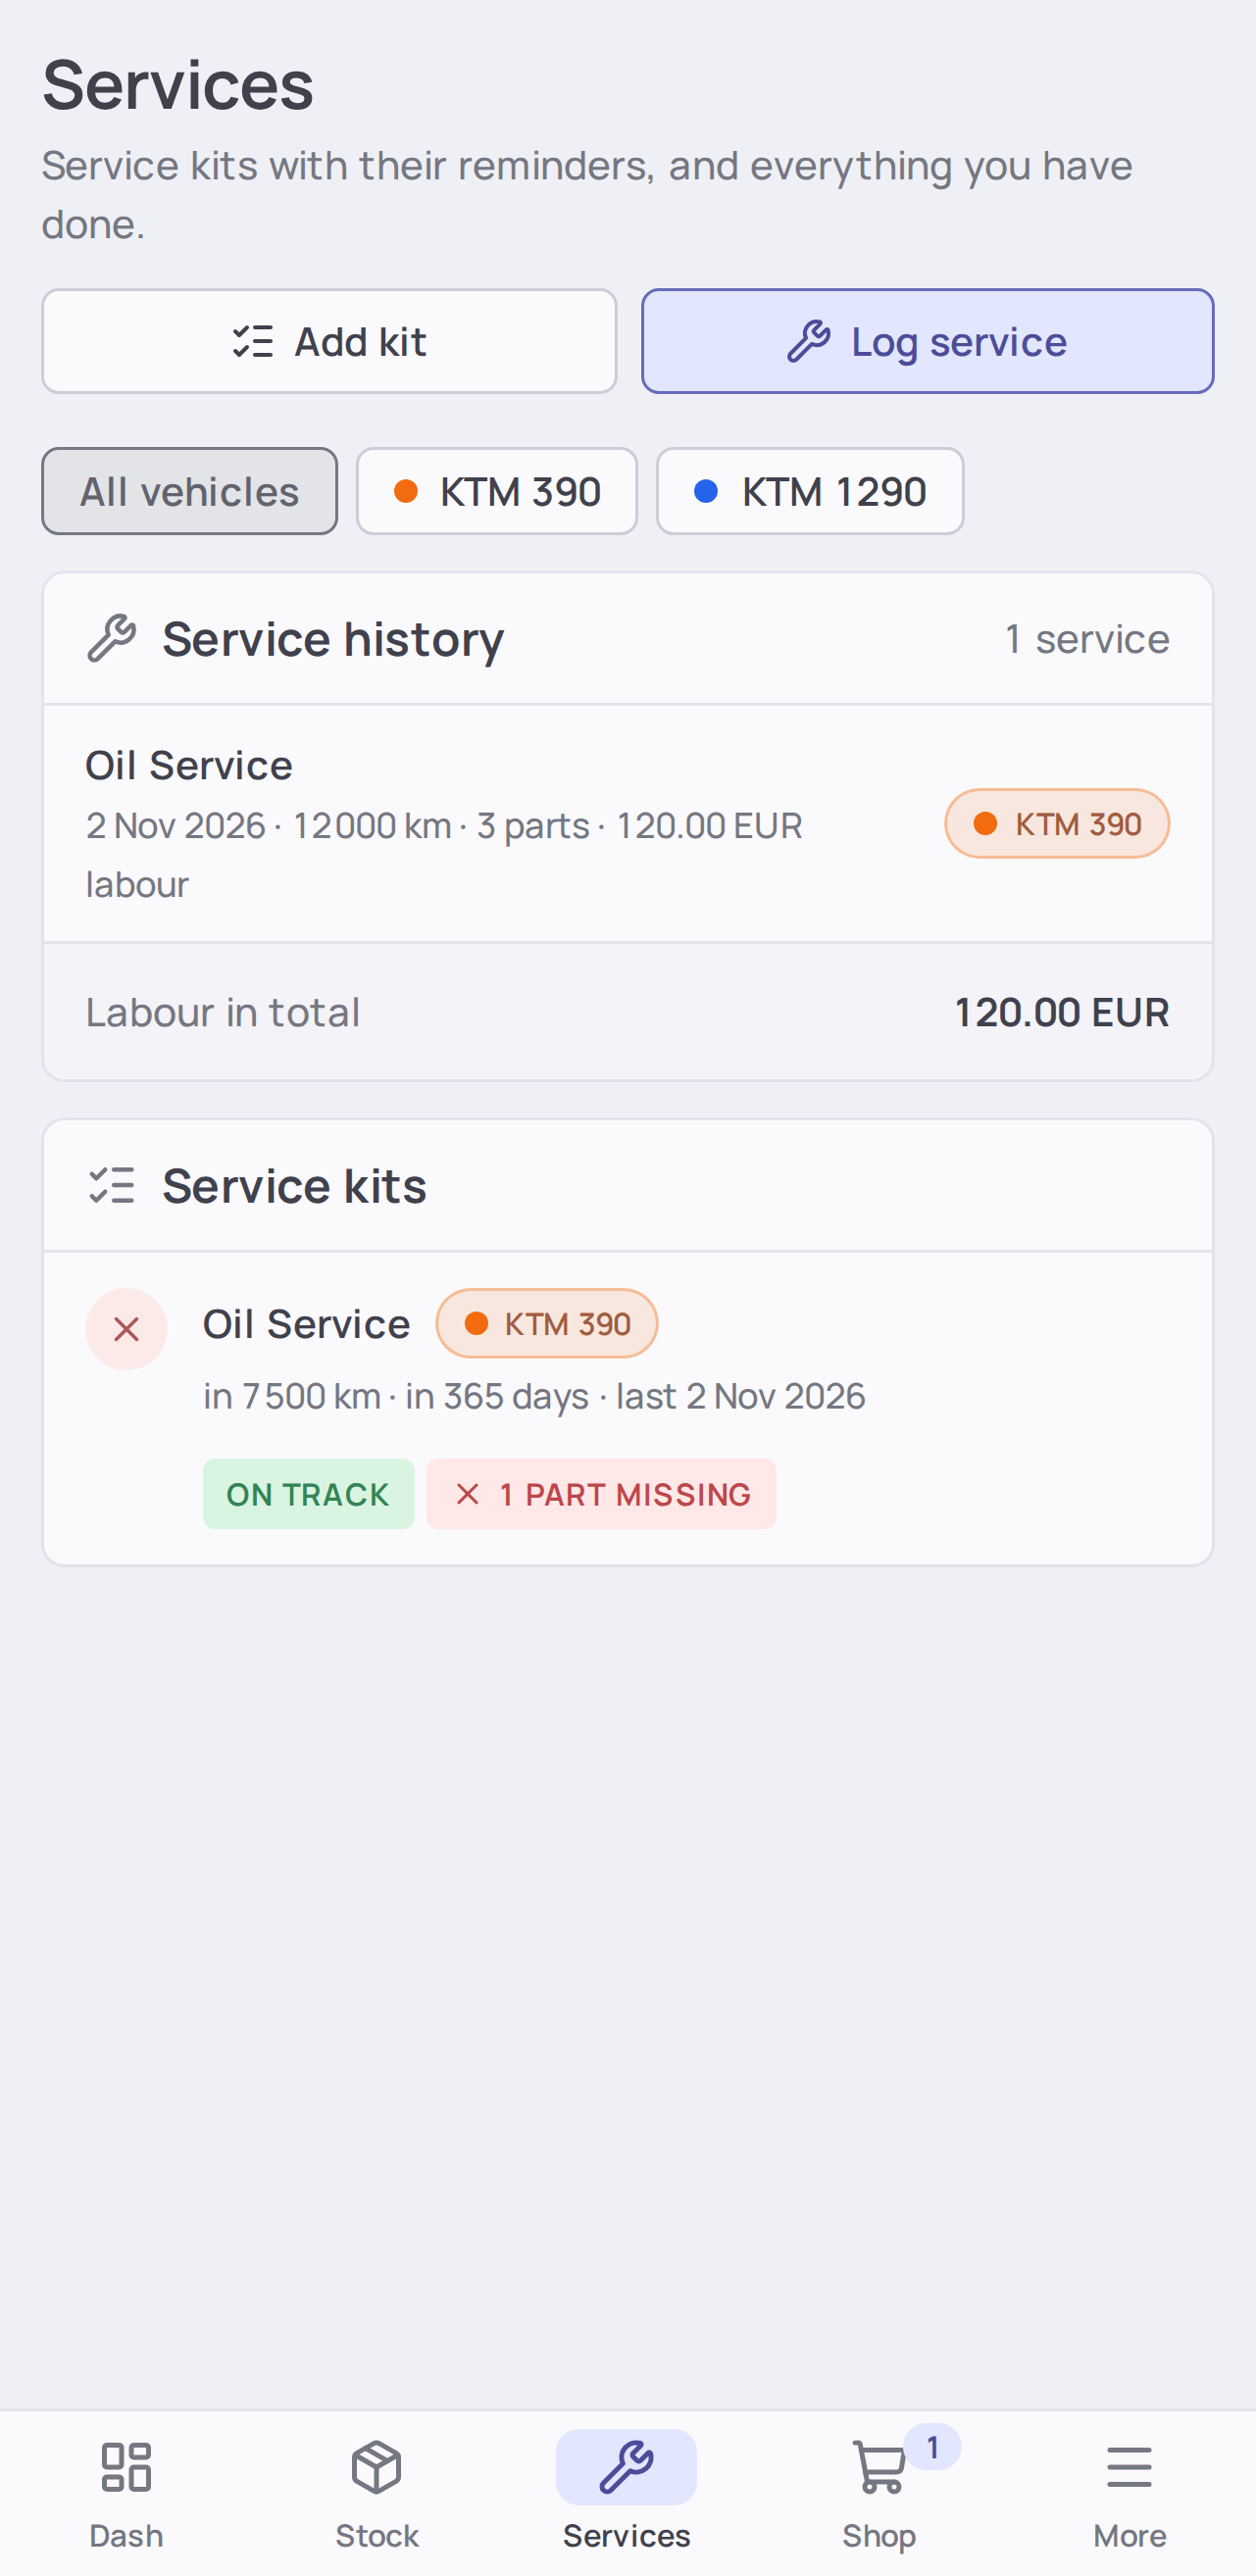 Services
Service kits with their reminders, and everything you have
done.
Add kit
Log service
All vehicles
KTM 390
KTM 1290
Service history
1 service
Oil Service
2 Nov 2026 · 12 000 km · 3 parts · 120.00 EUR
labour
KTM 390
Labour in total
120.00 EUR
Service kits
Oil Service
KTM 390
in 7 500 km · in 365 days · last 2 Nov 2026
ON TRACK
1 PART MISSING
1
Dash
Stock
Services
Shop
More